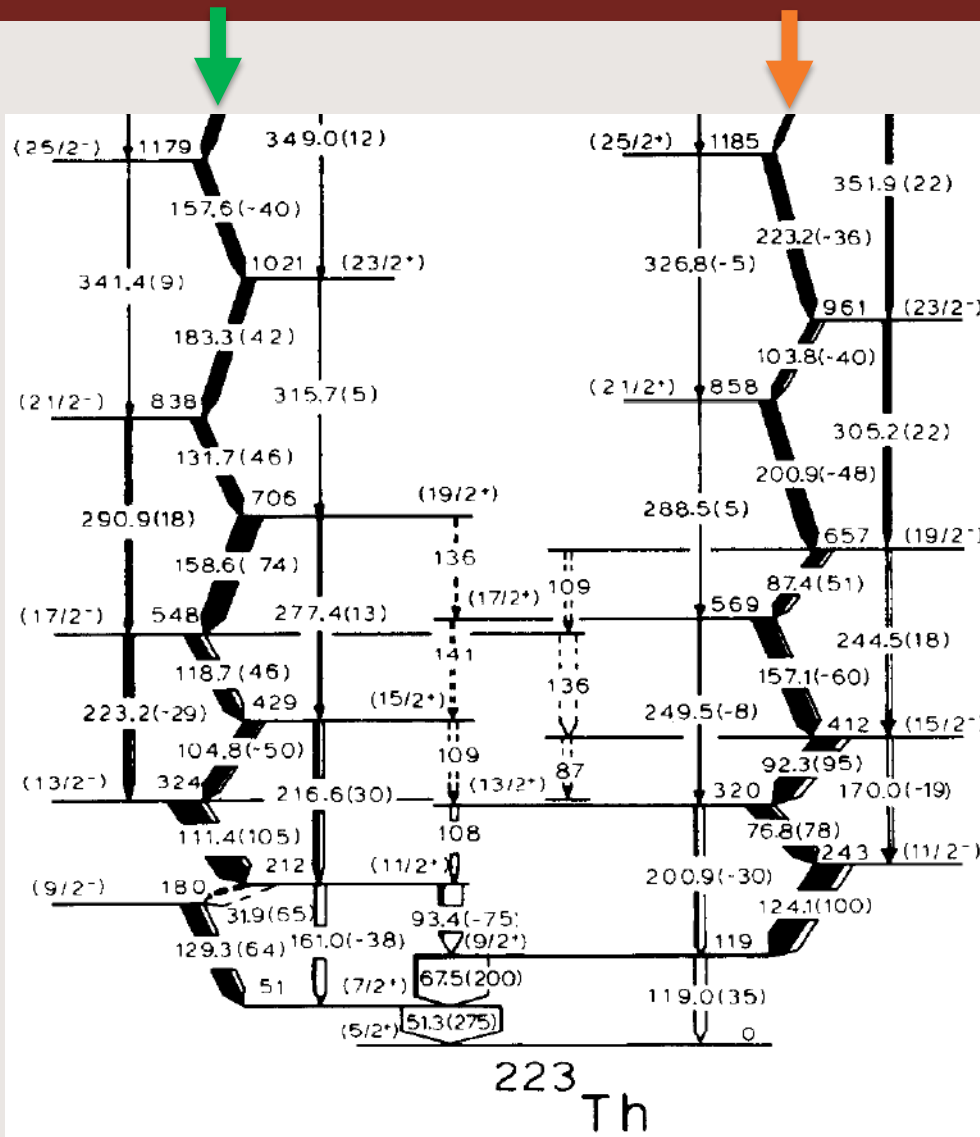 349.0(12)
(25/2⁻) 1179 (25/2⁺) 1185
351.9(22)
157.6(-40)
223.2(-36)
1021 (23/2⁺)
341.4(9) 326.8(-5)
961 (23/2⁻)
183.3(42)
103.8(-40)
315.7(5)
(21/2⁻) 838 (21/2⁺) 858
305.2(22)
131.7(46)
200.9(-48)
706 (19/2⁺)
290.9(18) 288.5(5)
657 (19/2⁻)
158.6( 74) 136
109 87.4(51)
(17/2⁻) 548 277.4(13) (17/2⁺) 569
244.5(18)
118.7(46) 141
157.1(-60)
136
429 (15/2⁺) 249.5(-8)
223.2(-29) 412 (15/2⁻)
104.8(-50) 109
87 92.3(95)
(13/2⁻) 324 216.6(30) (13/2⁺) 320 170.0(-19)
111.4(105) 108 76.8(78)
212 (11/2⁺) 243 (11/2⁻)
(9/2⁻) 180 200.9(-30)
31.9(65) 93.4(-75) 124.1(100)
129.3(64) 161.0(-38) (9/2⁺) 119
67.5(200)
51 (7/2⁺) 119.0(35)
51.3(275)
(5/2⁺) 0
223
Th